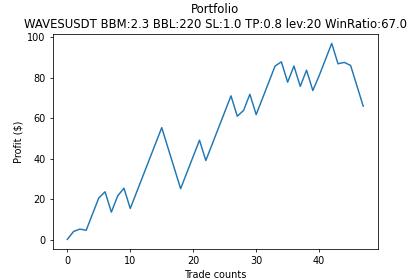 Portfolio
WAVESUSDT BBM:2.3 BBL:220 SL:1.0 TP:0.8 lev:20 WinRatio:67.0
100
80
60
40
20
0
Profit ($)
0 10 20 30 40
Trade counts